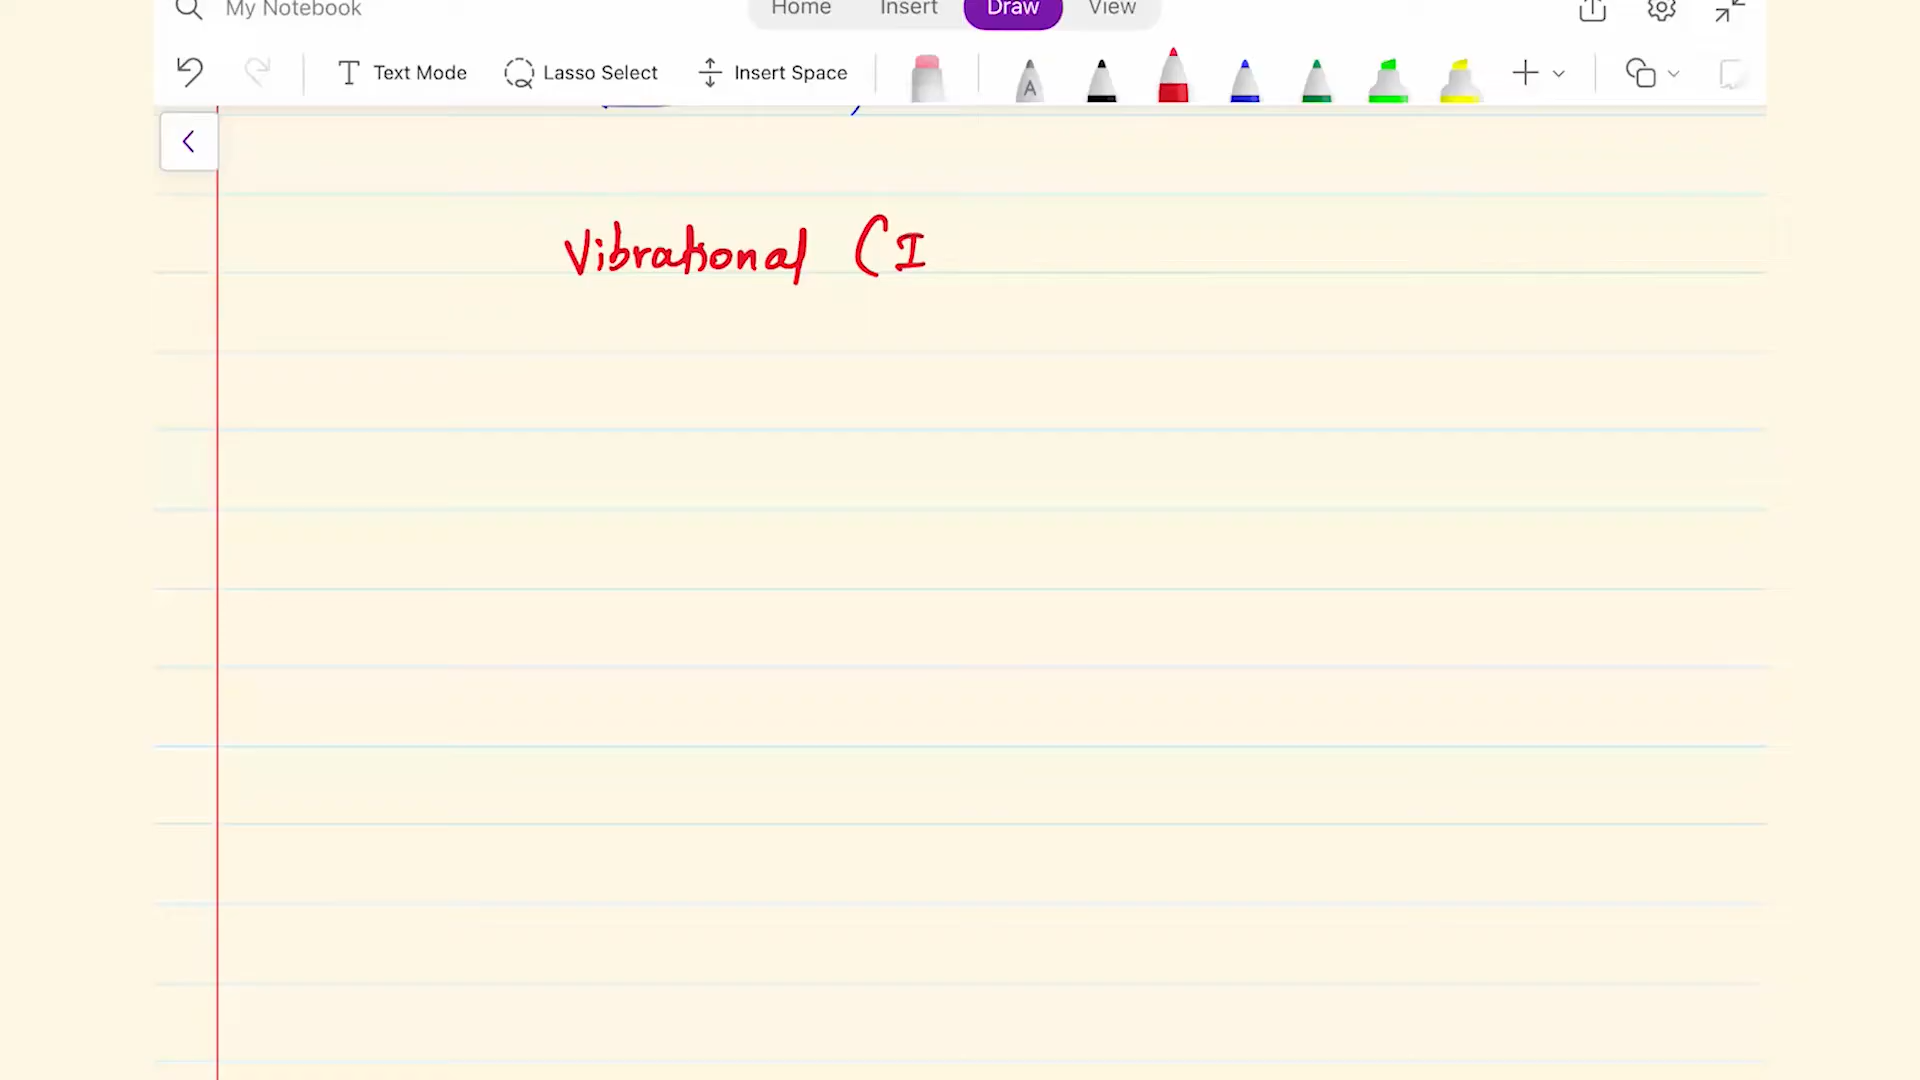 My Notebook
Home Insert Draw View
Text Mode Lasso Select Insert Space A
Vibrational (I